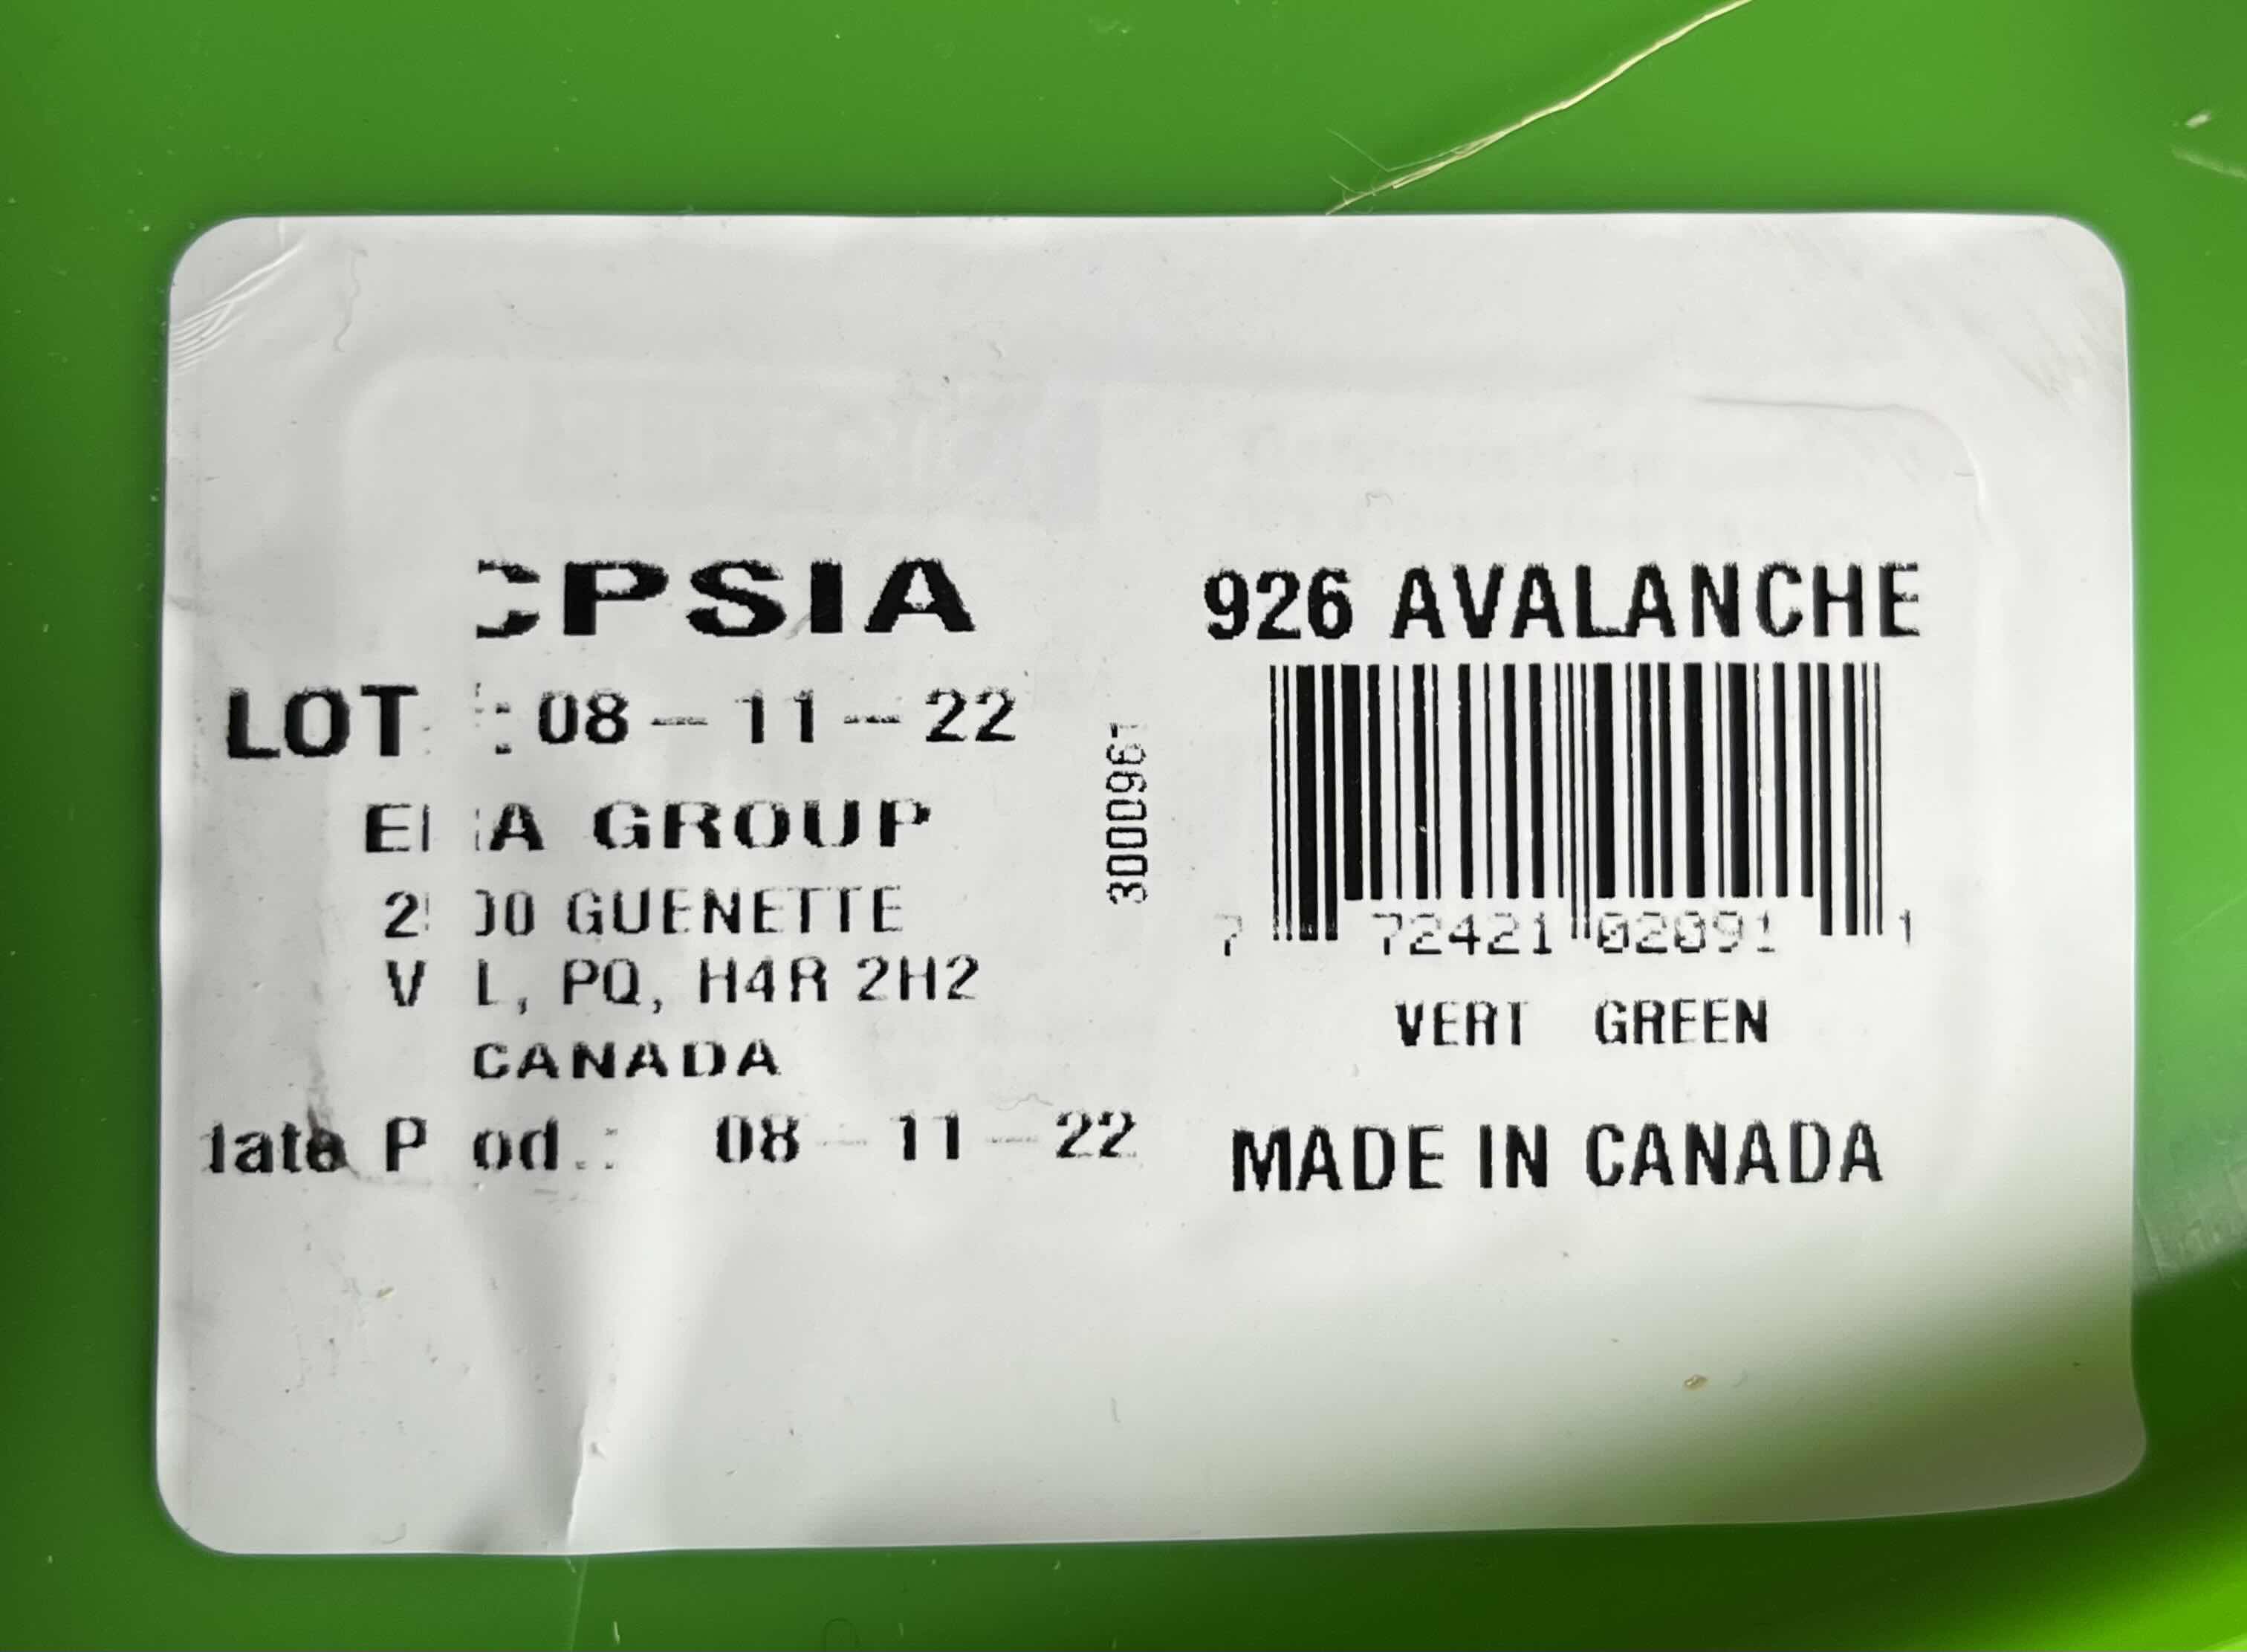 CPSIA
LOT : 08-11-22
GROUP
GUENETTE
PQ, H4R 2H2
CANADA
08-11-22
3000961
926 AVALANCHE
7 72421 02091 1
VERT GREEN
MADE IN CANADA